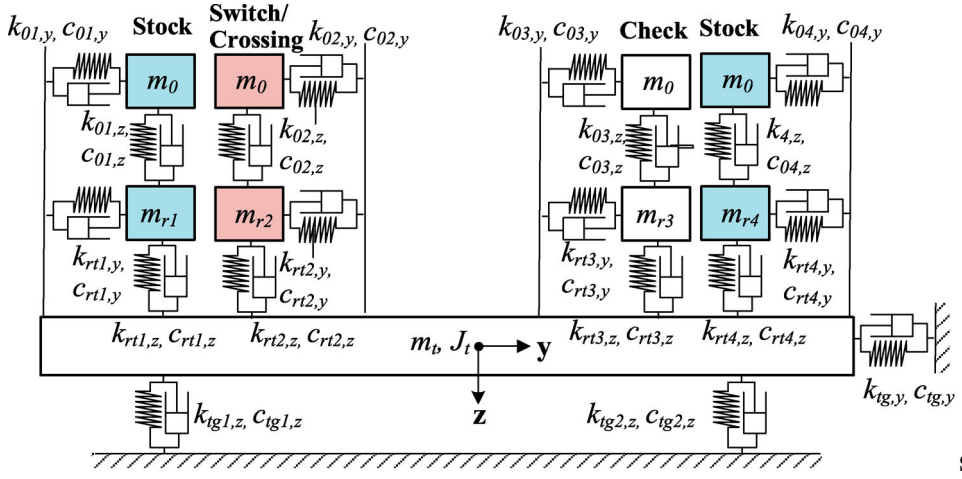 k01,y, c01,y Stock Switch/ Crossing k02,y, c02,y k03,y, c03,y Check Stock k04,y, c04,y
m0 m0 m0 m0
k01,z, c01,z k02,z, c02,z k03,z, c03,z k4,z, c04,z
mr1 mr2 mr3 mr4
krt1,y, crt1,y krt2,y, crt2,y krt3,y, crt3,y krt4,y, crt4,y
krt1,z, crt1,z krt2,z, crt2,z mt, Jt y krt3,z, crt3,z krt4,z, crt4,z
ktg,y, ctg,y
z
ktg1,z, ctg1,z ktg2,z, ctg2,z
s